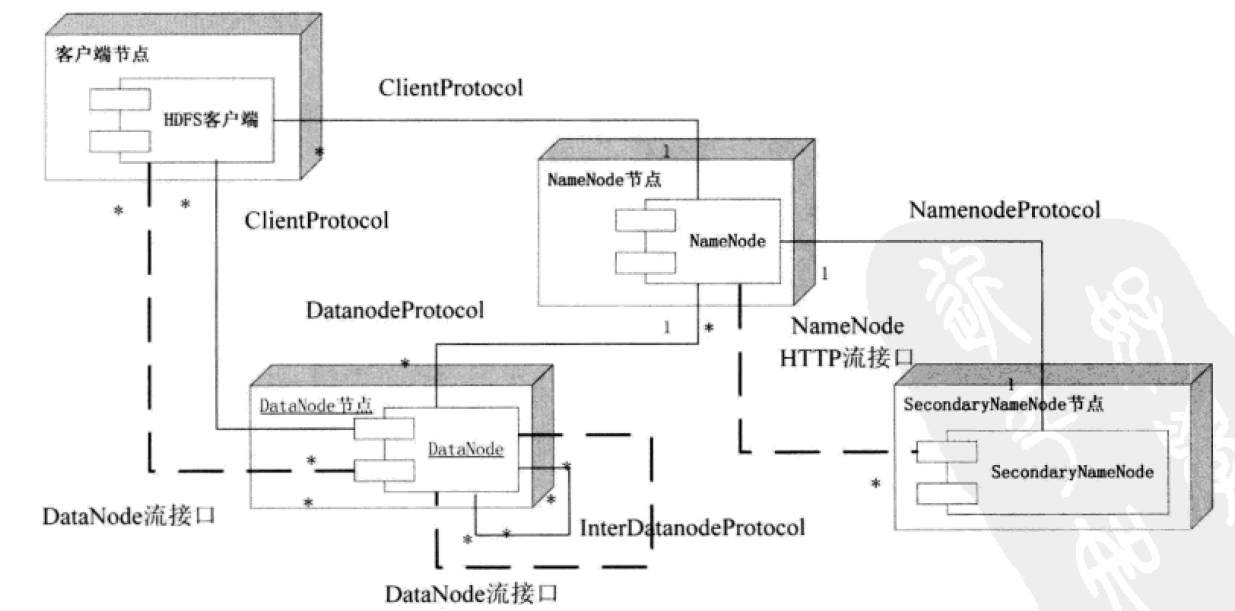 客户端节点
HDFS客户端
ClientProtocol
*
1
NameNode节点
NameNode
* *
ClientProtocol
NamenodeProtocol
1
DatanodeProtocol
1 *
NameNode
HTTP流接口
*
1
DataNode节点
DataNode
SecondaryNameNode节点
SecondaryNameNode
*
*
*
*
*
*
* *
DataNode流接口
InterDatanodeProtocol
DataNode流接口